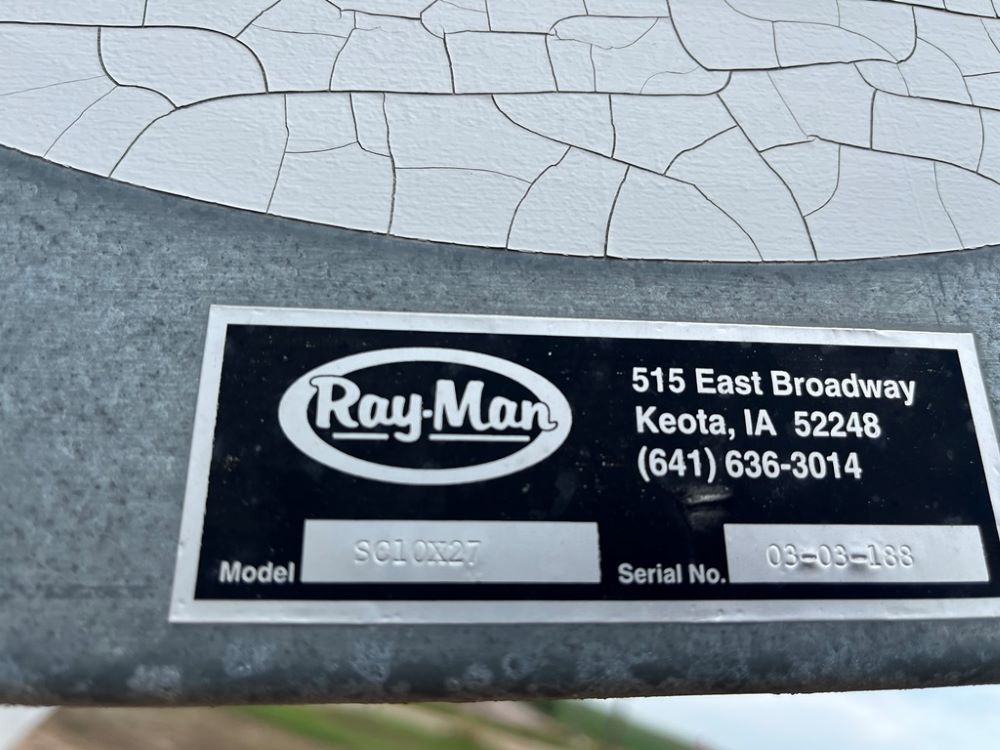 Ray-Man
515 East Broadway
Keota, IA 52248
(641) 636-3014
Model SC10X27
Serial No. 03-03-188